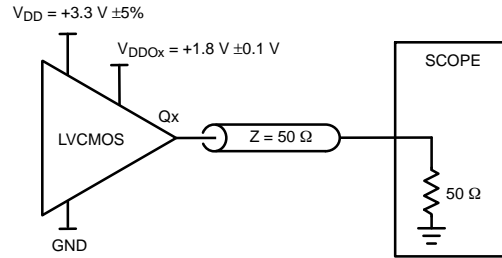 V_DD = +3.3 V ±5%
V_DDOx = +1.8 V ±0.1 V
SCOPE
Qx
LVCMOS
Z = 50 Ω
50 Ω
GND